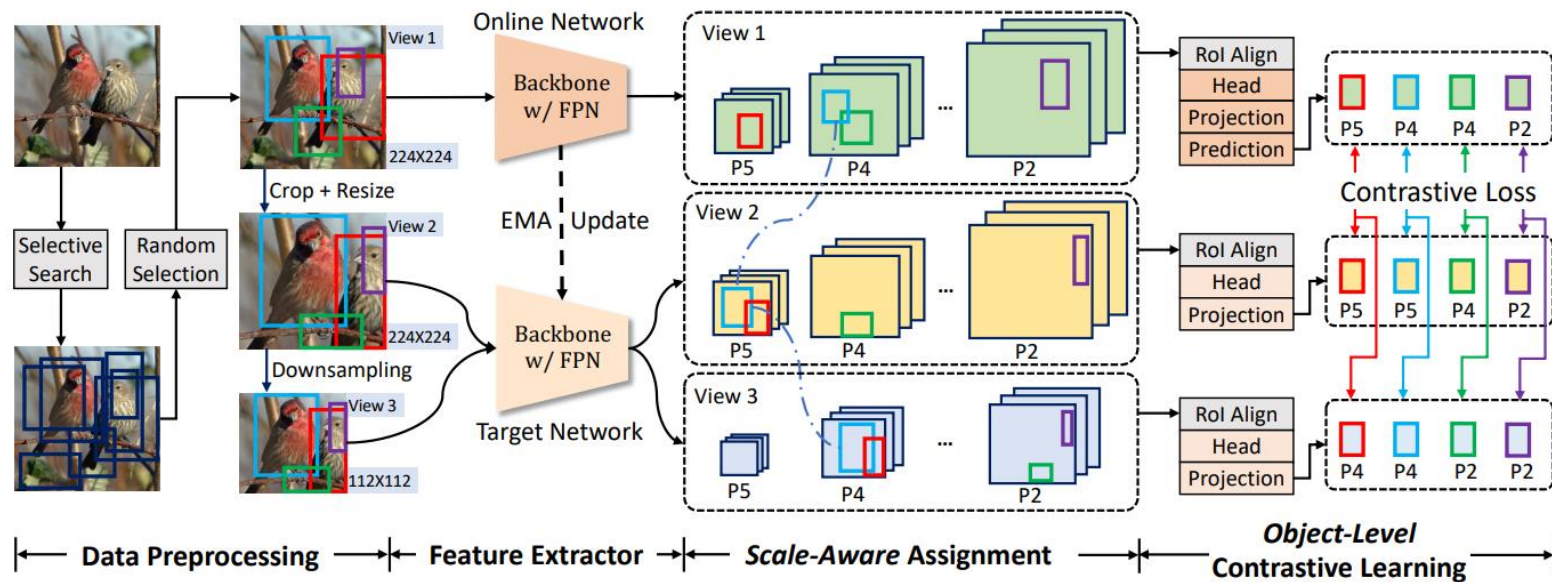 Online Network
View 1
View 1
Backbone
w/ FPN
...
RoI Align
Head
Projection
Prediction
224X224
P5
P4
P2
P5
P4
P4
P2
Crop + Resize
EMA Update
Contrastive Loss
Selective
Search
Random
Selection
View 2
View 2
Backbone
w/ FPN
...
RoI Align
Head
Projection
224X224
P5
P4
P2
P5
P5
P4
P2
Downsampling
View 3
View 3
Target Network
...
RoI Align
Head
Projection
112X112
P5
P4
P2
P4
P4
P2
P2
Data Preprocessing
Feature Extractor
Scale-Aware Assignment
Object-Level
Contrastive Learning